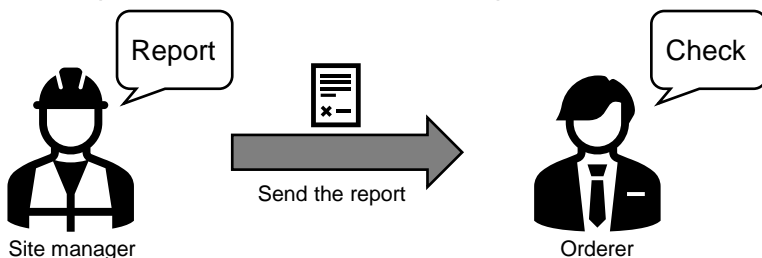 Report
Check
Send the report
Site manager
Orderer